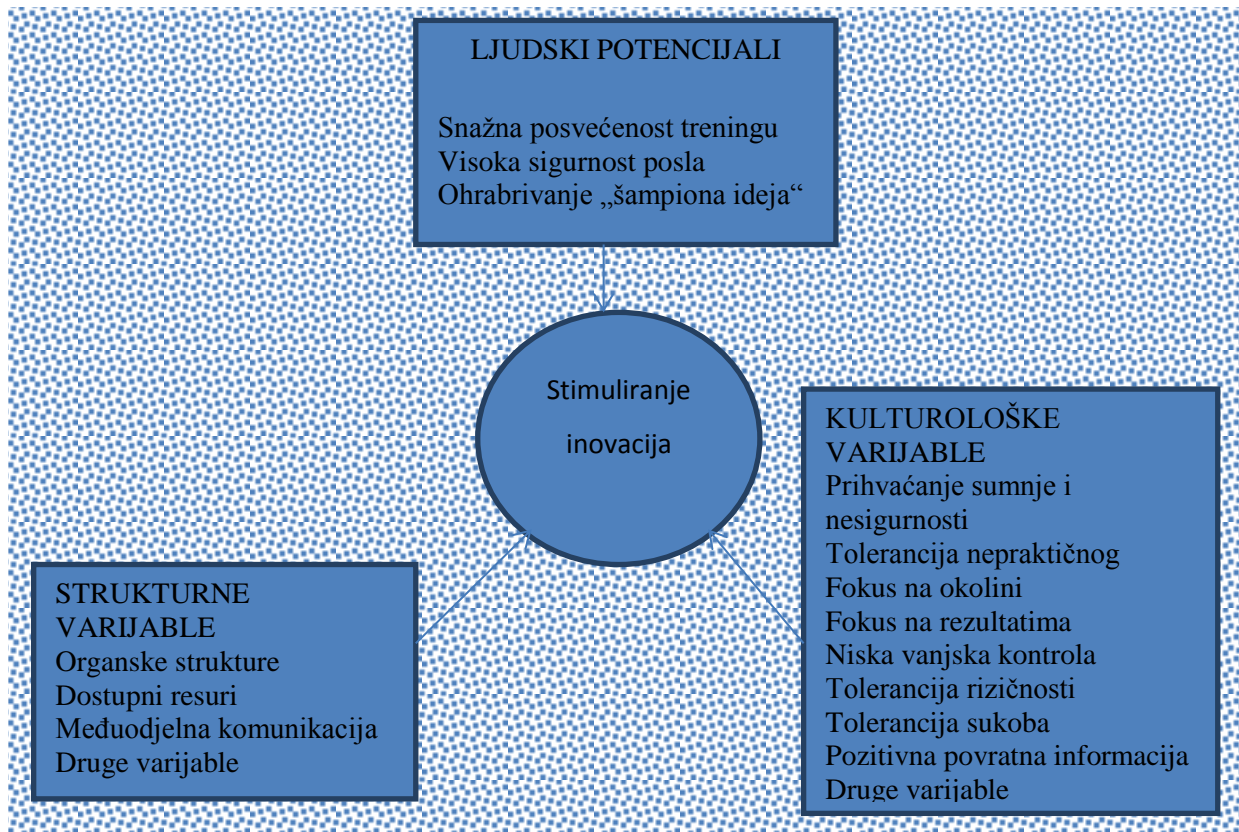 LJUDSKI POTENCIJALI
Snažna posvećenost treningu
Visoka sigurnost posla
Ohrabrivanje „šampiona ideja“
Stimuliranje
inovacija
STRUKTURNE
VARIJABLE
Organske strukture
Dostupni resuri
Međuodjelna komunikacija
Druge varijable
KULTUROLOŠKE
VARIJABLE
Prihvaćanje sumnje i
nesigurnosti
Tolerancija nepraktičnog
Fokus na okolini
Fokus na rezultatima
Niska vanjska kontrola
Tolerancija rizičnosti
Tolerancija sukoba
Pozitivna povratna informacija
Druge varijable